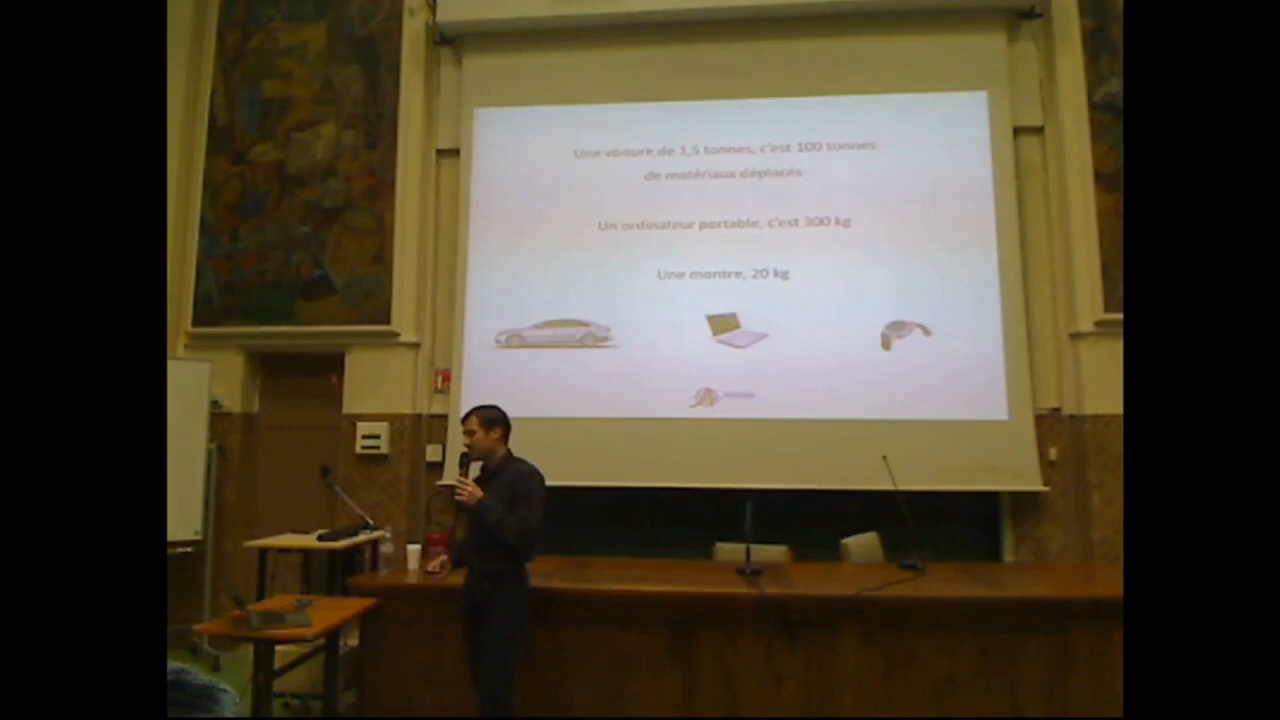 Une voiture de 1,5 tonnes, c'est 100 tonnes
de matériaux déplacés
Un ordinateur portable, c'est 300 kg
Une montre, 20 kg